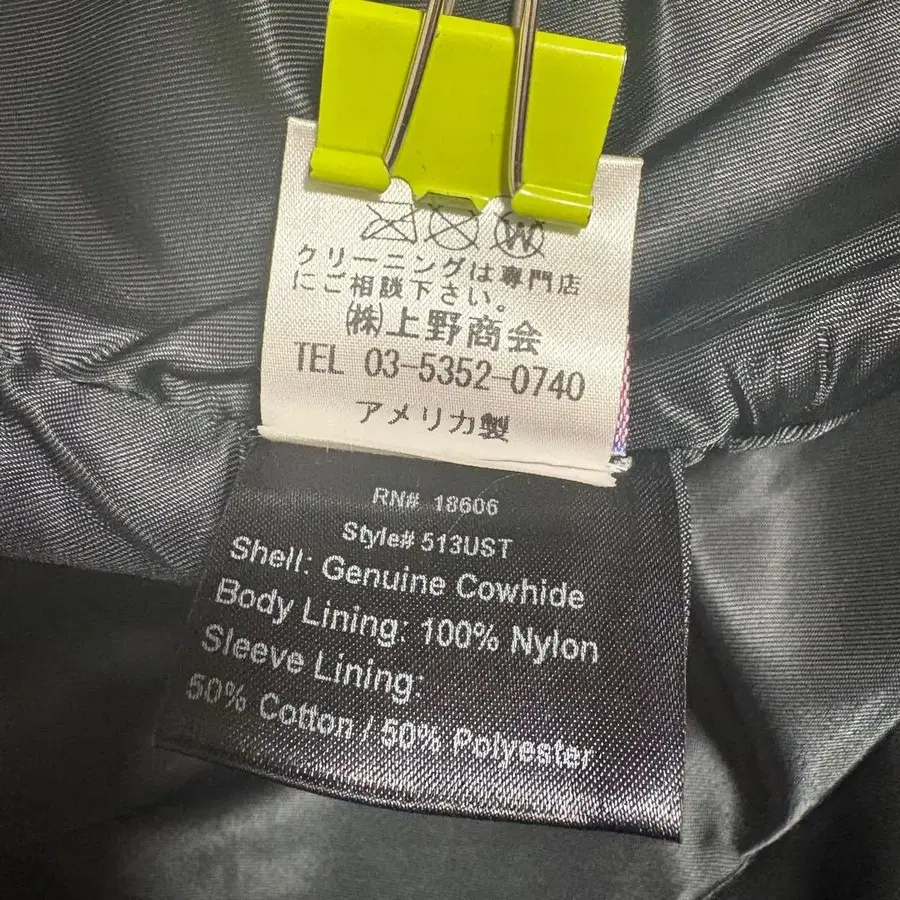 W
クリーニングは専門店
にご相談下さい。
㈱上野商会
TEL 03-5352-0740
アメリカ製
RN# 18606
Style# 513UST
Shell: Genuine Cowhide
Body Lining: 100% Nylon
Sleeve Lining:
50% Cotton / 50% Polyester